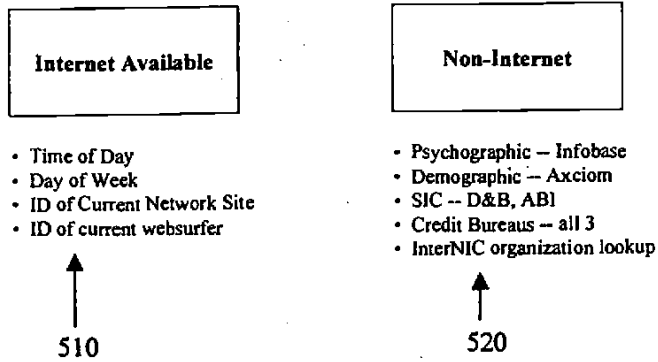 Internet Available
• Time of Day
• Day of Week
• ID of Current Network Site
• ID of current websurfer
510
Non-Internet
• Psychographic -- Infobase
• Demographic -- Axciom
• SIC -- D&B, ABI
• Credit Bureaus -- all 3
• InterNIC organization lookup
520